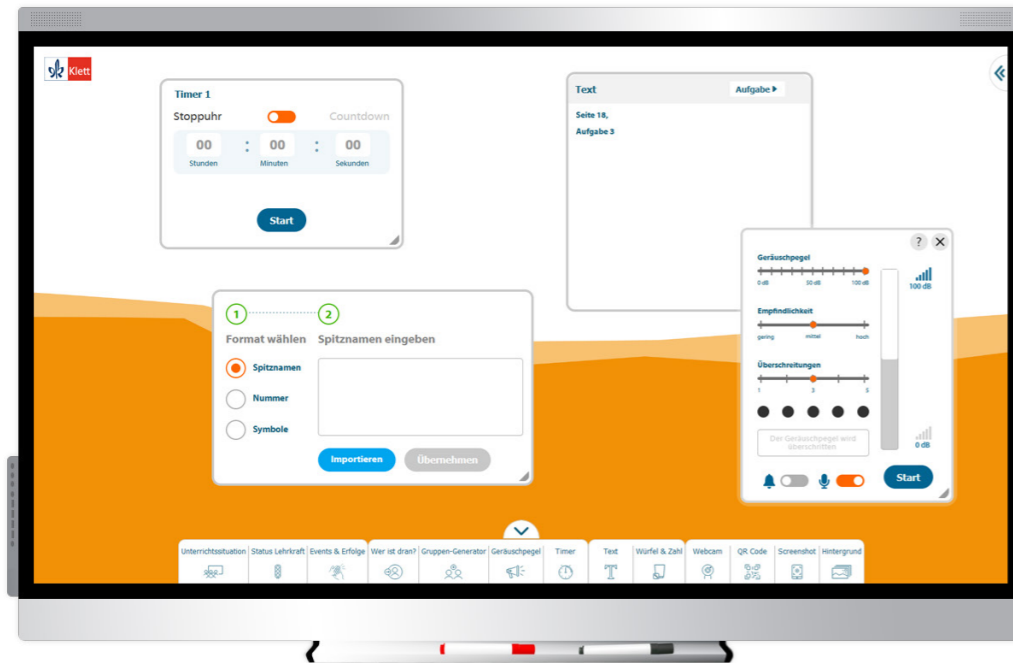 Klett
Timer 1
Stoppuhr Countdown
00 : 00 : 00
Stunden Minuten Sekunden
Start
Text Aufgabe
Seite 18,
Aufgabe 3
? X
Geräuschpegel
0 dB 50 dB 100 dB
100 dB
Empfindlichkeit
gering mittel hoch
Überschreitungen
1 3 5
Der Geräuschpegel wird
überschritten
0 dB
Start
1 2
Format wählen Spitznamen eingeben
Spitznamen
Nummer
Symbole
Importieren Übernehmen
Unterrichtssituation Status Lehrkraft Events & Erfolge Wer ist dran? Gruppen-Generator Geräuschpegel Timer Text Würfel & Zahl Webcam QR Code Screenshot Hintergrund
T